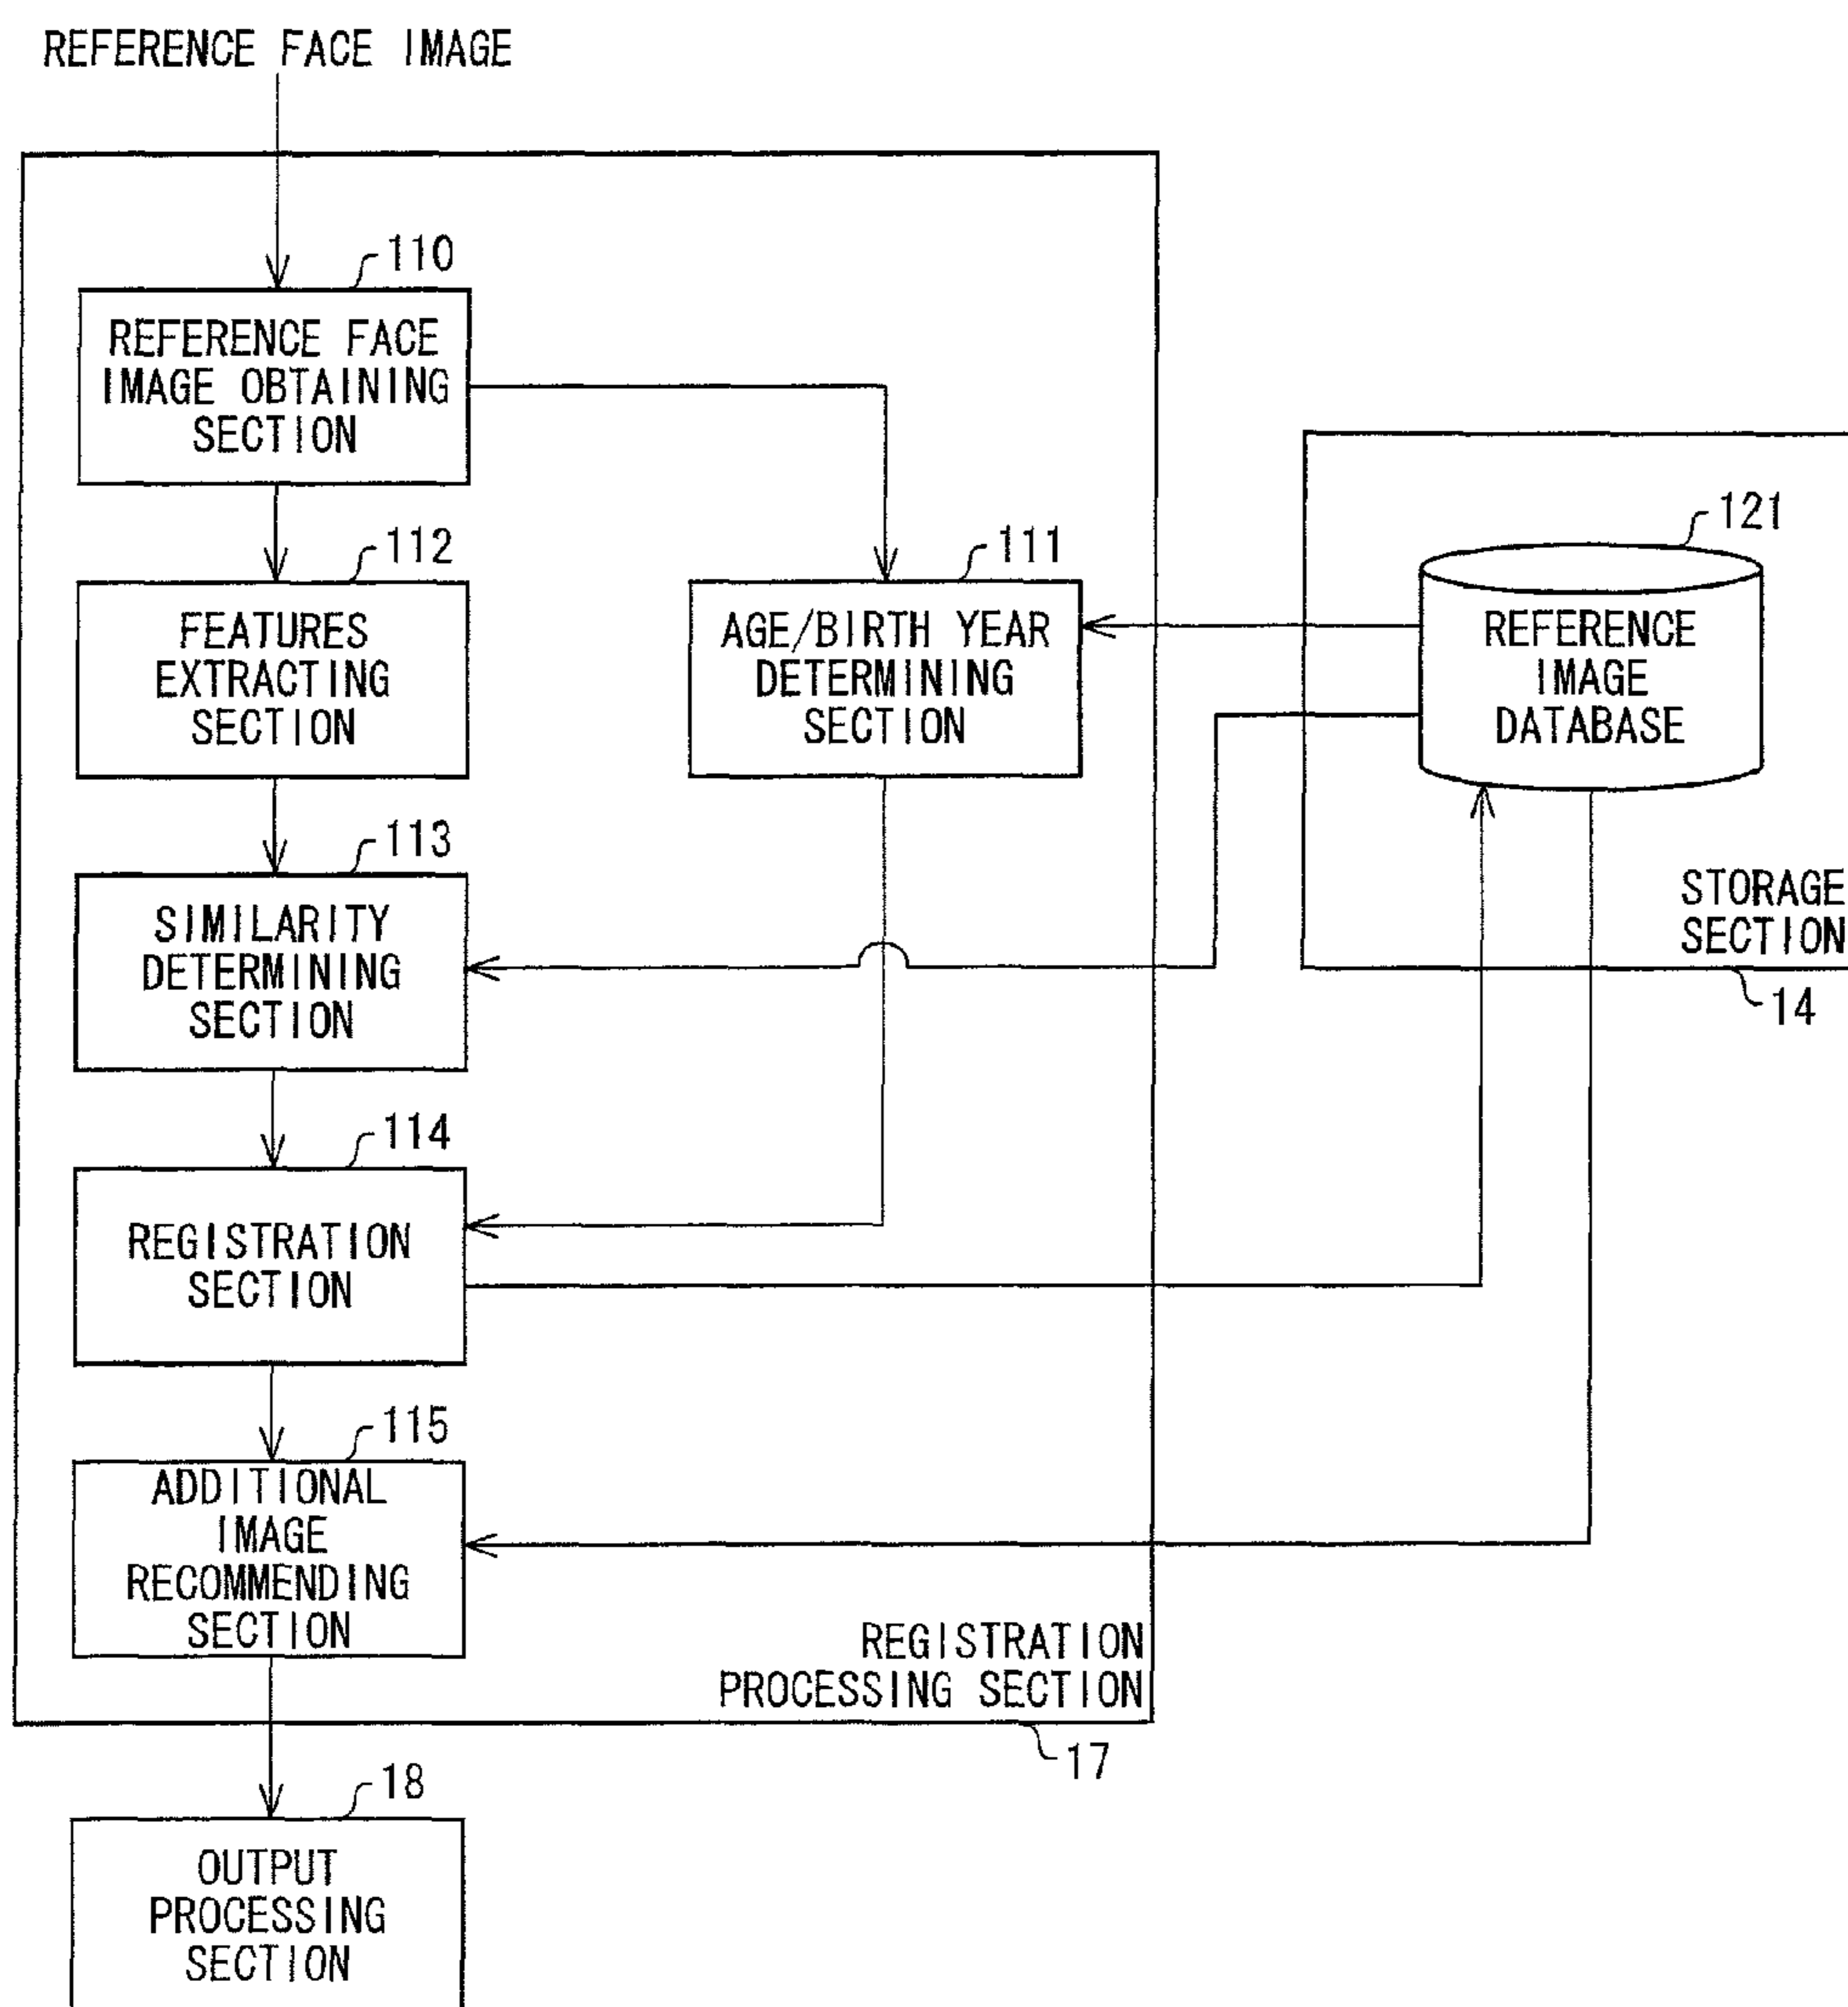 REFERENCE FACE IMAGE
110
REFERENCE FACE
IMAGE OBTAINING
SECTION
112
FEATURES
EXTRACTING
SECTION
111
AGE/BIRTH YEAR
DETERMINING
SECTION
121
REFERENCE
IMAGE
DATABASE
STORAGE
SECTION
14
113
SIMILARITY
DETERMINING
SECTION
114
REGISTRATION
SECTION
115
ADDITIONAL
IMAGE
RECOMMENDING
SECTION
REGISTRATION
PROCESSING SECTION
17
18
OUTPUT
PROCESSING
SECTION